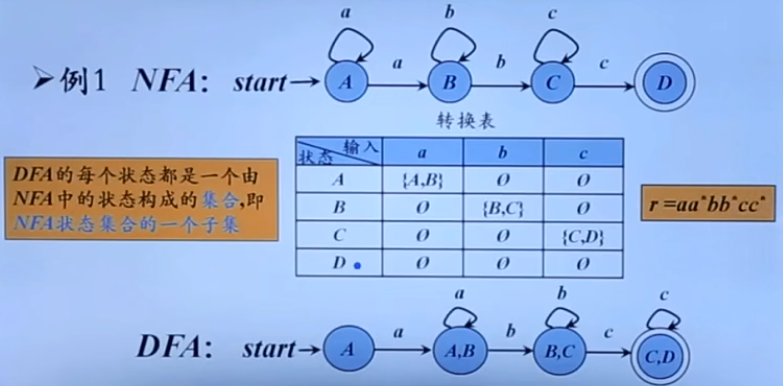 a b c
➢例1 NFA: start A a B b C c D
转换表
状态 输入 a b c
A {A,B} Ø Ø
B Ø {B,C} Ø
C Ø Ø {C,D}
D Ø Ø Ø
DFA的每个状态都是一个由
NFA中的状态构成的集合,即
NFA状态集合的一个子集
r =aa*bb*cc*
a b c
DFA: start A a A,B b B,C c C,D